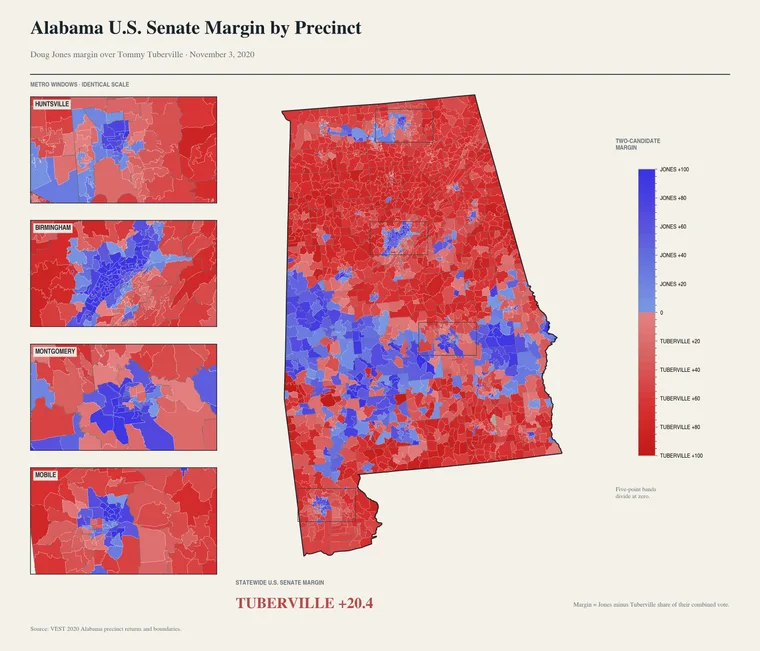 Alabama U.S. Senate Margin by Precinct
Doug Jones margin over Tommy Tuberville · November 3, 2020
METRO WINDOWS · IDENTICAL SCALE
HUNTSVILLE
BIRMINGHAM
MONTGOMERY
MOBILE
TWO-CANDIDATE
MARGIN
JONES +100
JONES +80
JONES +60
JONES +40
JONES +20
0
TUBERVILLE +20
TUBERVILLE +40
TUBERVILLE +60
TUBERVILLE +80
TUBERVILLE +100
Five-point bands
divide at zero.
STATEWIDE U.S. SENATE MARGIN
TUBERVILLE +20.4
Margin = Jones minus Tuberville share of their combined vote.
Source: VEST 2020 Alabama precinct returns and boundaries.